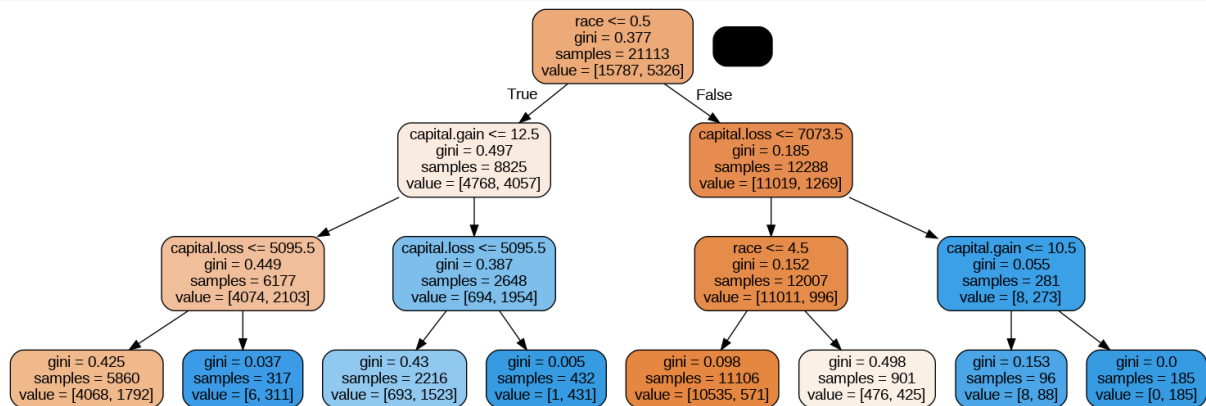 race <= 0.5
gini = 0.377
samples = 21113
value = [15787, 5326]
True
False
capital.gain <= 12.5
gini = 0.497
samples = 8825
value = [4768, 4057]
capital.loss <= 7073.5
gini = 0.185
samples = 12288
value = [11019, 1269]
capital.loss <= 5095.5
gini = 0.449
samples = 6177
value = [4074, 2103]
capital.loss <= 5095.5
gini = 0.387
samples = 2648
value = [694, 1954]
race <= 4.5
gini = 0.152
samples = 12007
value = [11011, 996]
capital.gain <= 10.5
gini = 0.055
samples = 281
value = [8, 273]
gini = 0.425
samples = 5860
value = [4068, 1792]
gini = 0.037
samples = 317
value = [6, 311]
gini = 0.43
samples = 2216
value = [693, 1523]
gini = 0.005
samples = 432
value = [1, 431]
gini = 0.098
samples = 11106
value = [10535, 571]
gini = 0.498
samples = 901
value = [476, 425]
gini = 0.153
samples = 96
value = [8, 88]
gini = 0.0
samples = 185
value = [0, 185]